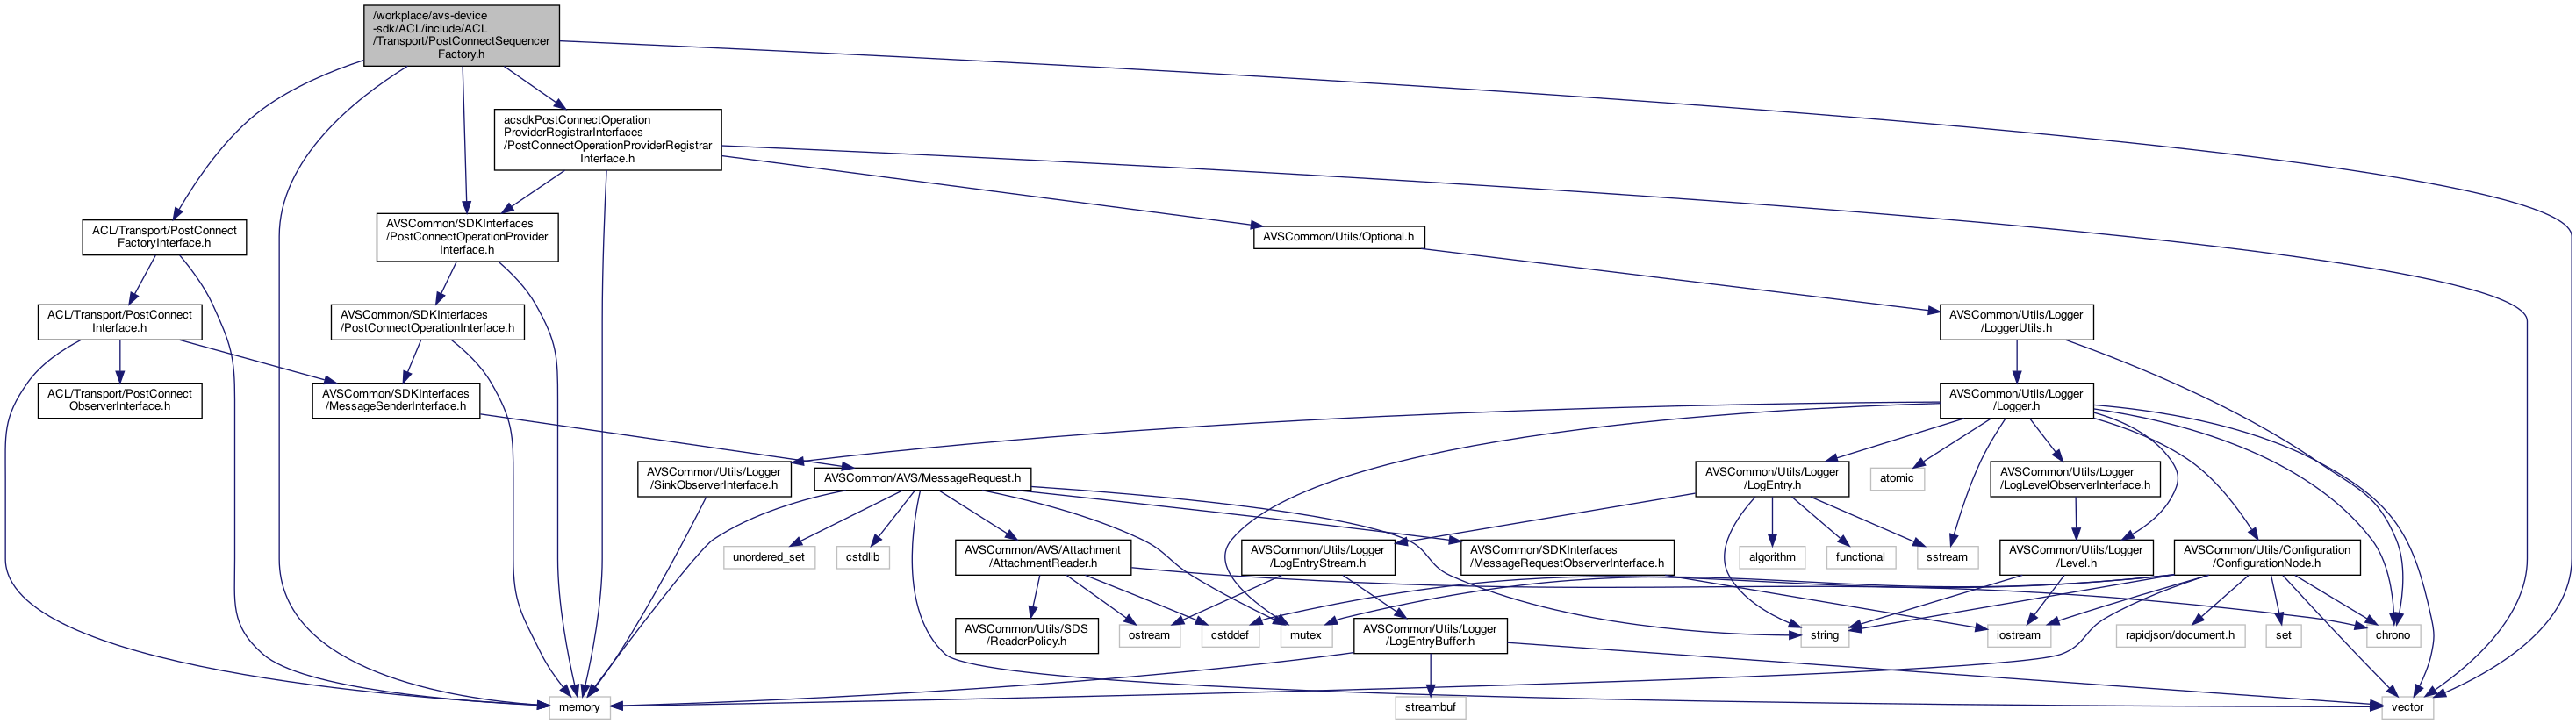 /workplace/avs-device
-sdk/ACL/include/ACL
/Transport/PostConnectSequencer
Factory.h
acsdkPostConnectOperation
ProviderRegistrarInterfaces
/PostConnectOperationProviderRegistrar
Interface.h
ACL/Transport/PostConnect
FactoryInterface.h
AVSCommon/SDKInterfaces
/PostConnectOperationProvider
Interface.h
AVSCommon/Utils/Optional.h
ACL/Transport/PostConnect
Interface.h
AVSCommon/SDKInterfaces
/PostConnectOperationInterface.h
AVSCommon/Utils/Logger
/LoggerUtils.h
ACL/Transport/PostConnect
ObserverInterface.h
AVSCommon/SDKInterfaces
/MessageSenderInterface.h
AVSCommon/Utils/Logger
/Logger.h
AVSCommon/Utils/Logger
/SinkObserverInterface.h
AVSCommon/AVS/MessageRequest.h
AVSCommon/Utils/Logger
/LogEntry.h
atomic
AVSCommon/Utils/Logger
/LogLevelObserverInterface.h
unordered_set
cstdlib
AVSCommon/AVS/Attachment
/AttachmentReader.h
AVSCommon/Utils/Logger
/LogEntryStream.h
AVSCommon/SDKInterfaces
/MessageRequestObserverInterface.h
algorithm
functional
sstream
AVSCommon/Utils/Logger
/Level.h
AVSCommon/Utils/Configuration
/ConfigurationNode.h
AVSCommon/Utils/SDS
/ReaderPolicy.h
ostream
cstddef
mutex
AVSCommon/Utils/Logger
/LogEntryBuffer.h
string
iostream
rapidjson/document.h
set
chrono
memory
streambuf
vector